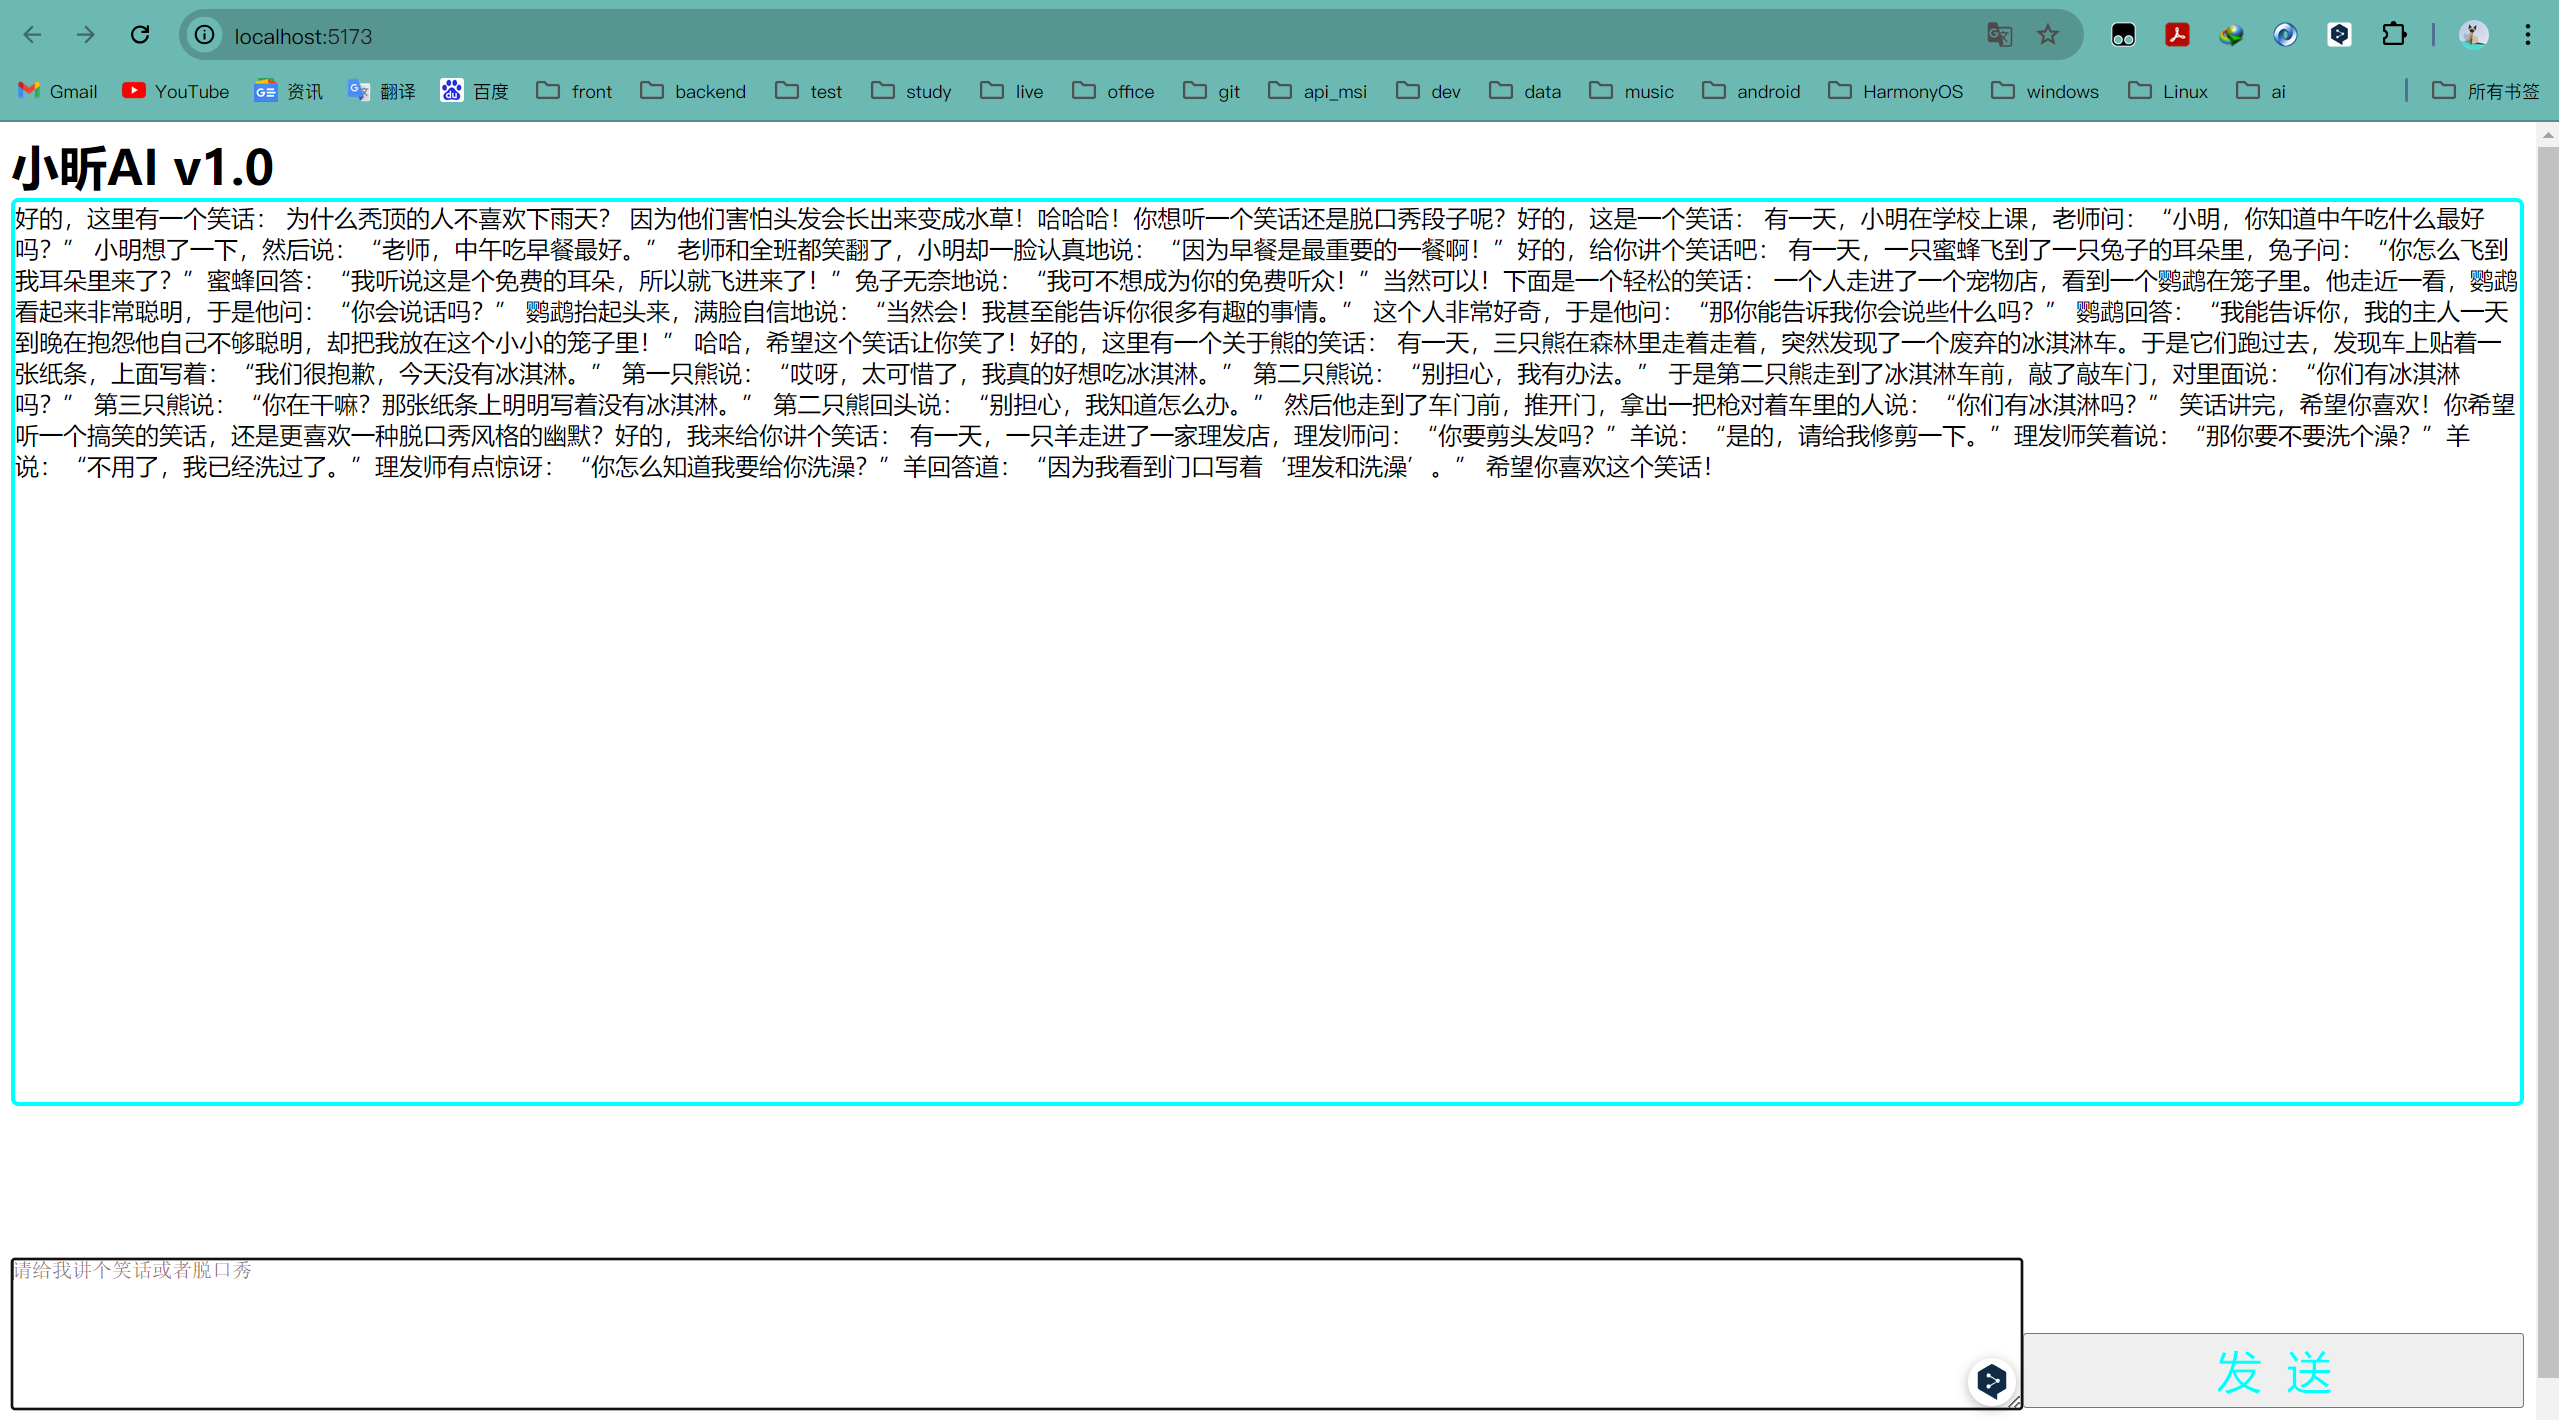 localhost:5173
Gmail YouTube 资讯 翻译 百度 front backend test study live office git api_msi dev data music android HarmonyOS windows Linux ai 所有书签
小昕AI v1.0
好的，这里有一个笑话： 为什么秃顶的人不喜欢下雨天？ 因为他们害怕头发会长出来变成水草！哈哈哈！你想听一个笑话还是脱口秀段子呢？好的，这是一个笑话： 有一天，小明在学校上课，老师问：“小明，你知道中午吃什么最好
吗？” 小明想了一下，然后说：“老师，中午吃早餐最好。” 老师和全班都笑翻了，小明却一脸认真地说：“因为早餐是最重要的一餐啊！”好的，给你讲个笑话吧： 有一天，一只蜜蜂飞到了一只兔子的耳朵里，兔子问：“你怎么飞到
我耳朵里来了？”蜜蜂回答：“我听说这是个免费的耳朵，所以就飞进来了！”兔子无奈地说：“我可不想成为你的免费听众！”当然可以！下面是一个轻松的笑话： 一个人走进了一个宠物店，看到一个鹦鹉在笼子里。他走近一看，鹦鹉
看起来非常聪明，于是他问：“你会说话吗？” 鹦鹉抬起头来，满脸自信地说：“当然会！我甚至能告诉你很多有趣的事情。” 这个人非常好奇，于是他问：“那你能告诉我你会说些什么吗？” 鹦鹉回答：“我能告诉你，我的主人一天
到晚在抱怨他自己不够聪明，却把我放在这个小小的笼子里！” 哈哈，希望这个笑话让你笑了！好的，这里有一个关于熊的笑话： 有一天，三只熊在森林里走着走着，突然发现了一个废弃的冰淇淋车。于是它们跑过去，发现车上贴着一
张纸条，上面写着：“我们很抱歉，今天没有冰淇淋。” 第一只熊说：“哎呀，太可惜了，我真的好想吃冰淇淋。” 第二只熊说：“别担心，我有办法。” 于是第二只熊走到了冰淇淋车前，敲了敲车门，对里面说：“你们有冰淇淋
吗？” 第三只熊说：“你在干嘛？那张纸条上明明写着没有冰淇淋。” 第二只熊回头说：“别担心，我知道怎么办。” 然后他走到了车门前，推开门，拿出一把枪对着车里的人说：“你们有冰淇淋吗？” 笑话讲完，希望你喜欢！你希望
听一个搞笑的笑话，还是更喜欢一种脱口秀风格的幽默？好的，我来给你讲个笑话： 有一天，一只羊走进了一家理发店，理发师问：“你要剪头发吗？”羊说：“是的，请给我修剪一下。”理发师笑着说：“那你要不要洗个澡？”羊
说：“不用了，我已经洗过了。”理发师有点惊讶：“你怎么知道我要给你洗澡？”羊回答道：“因为我看到门口写着‘理发和洗澡’。” 希望你喜欢这个笑话！
请给我讲个笑话或者脱口秀
发 送